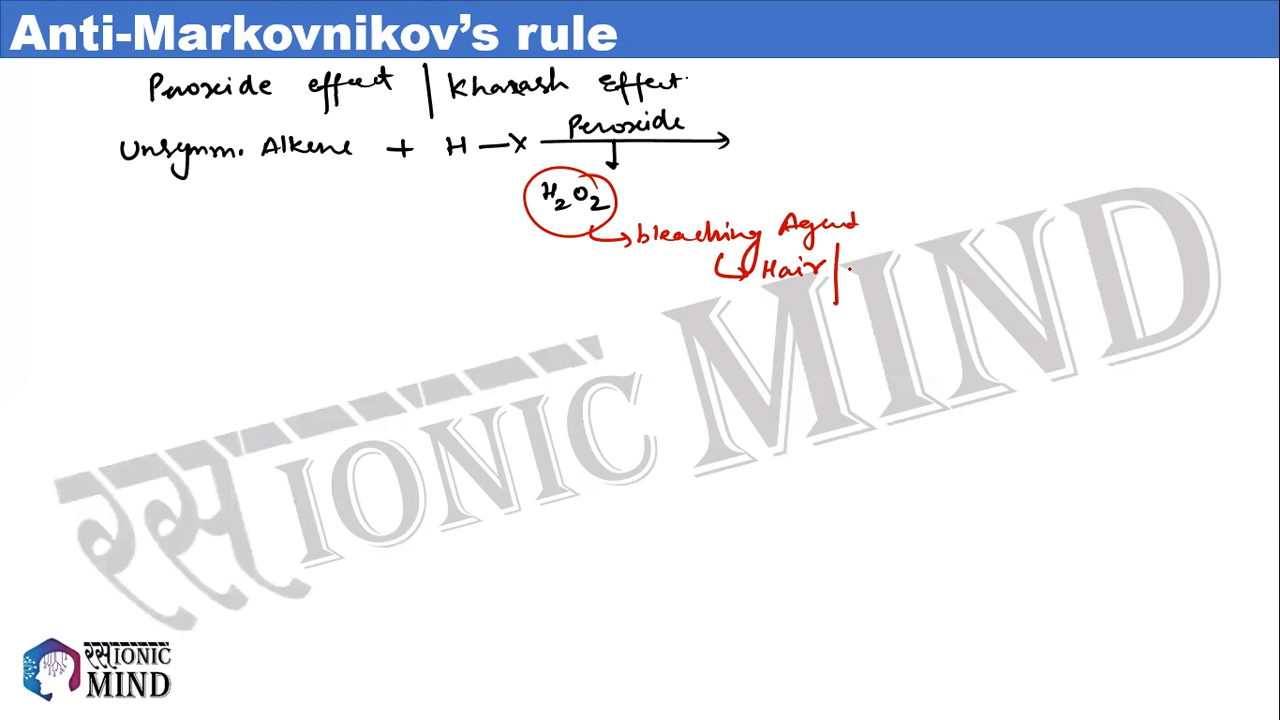 Anti-Markovnikov's rule
Peroxide effect | Kharash Effect.
Unsymm. Alkene + H—X Peroxide →
H₂O₂
→ bleaching Agent
→ Hair |
रसIONIC MIND
रसIONIC
MIND